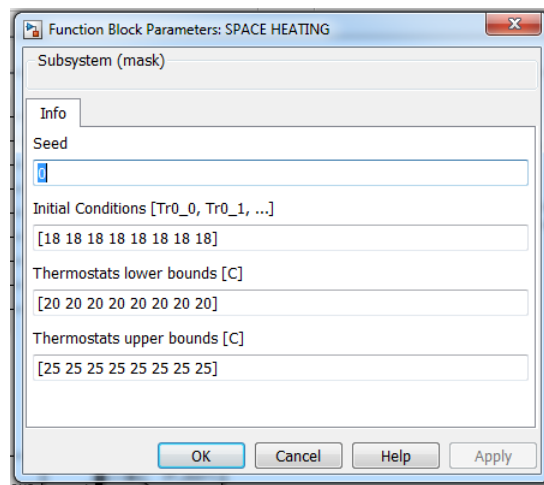 Function Block Parameters: SPACE HEATING
Subsystem (mask)
Info
Seed
0
Initial Conditions [Tr0_0, Tr0_1, ...]
[18 18 18 18 18 18 18 18]
Thermostats lower bounds [C]
[20 20 20 20 20 20 20 20]
Thermostats upper bounds [C]
[25 25 25 25 25 25 25 25]
OK Cancel Help Apply